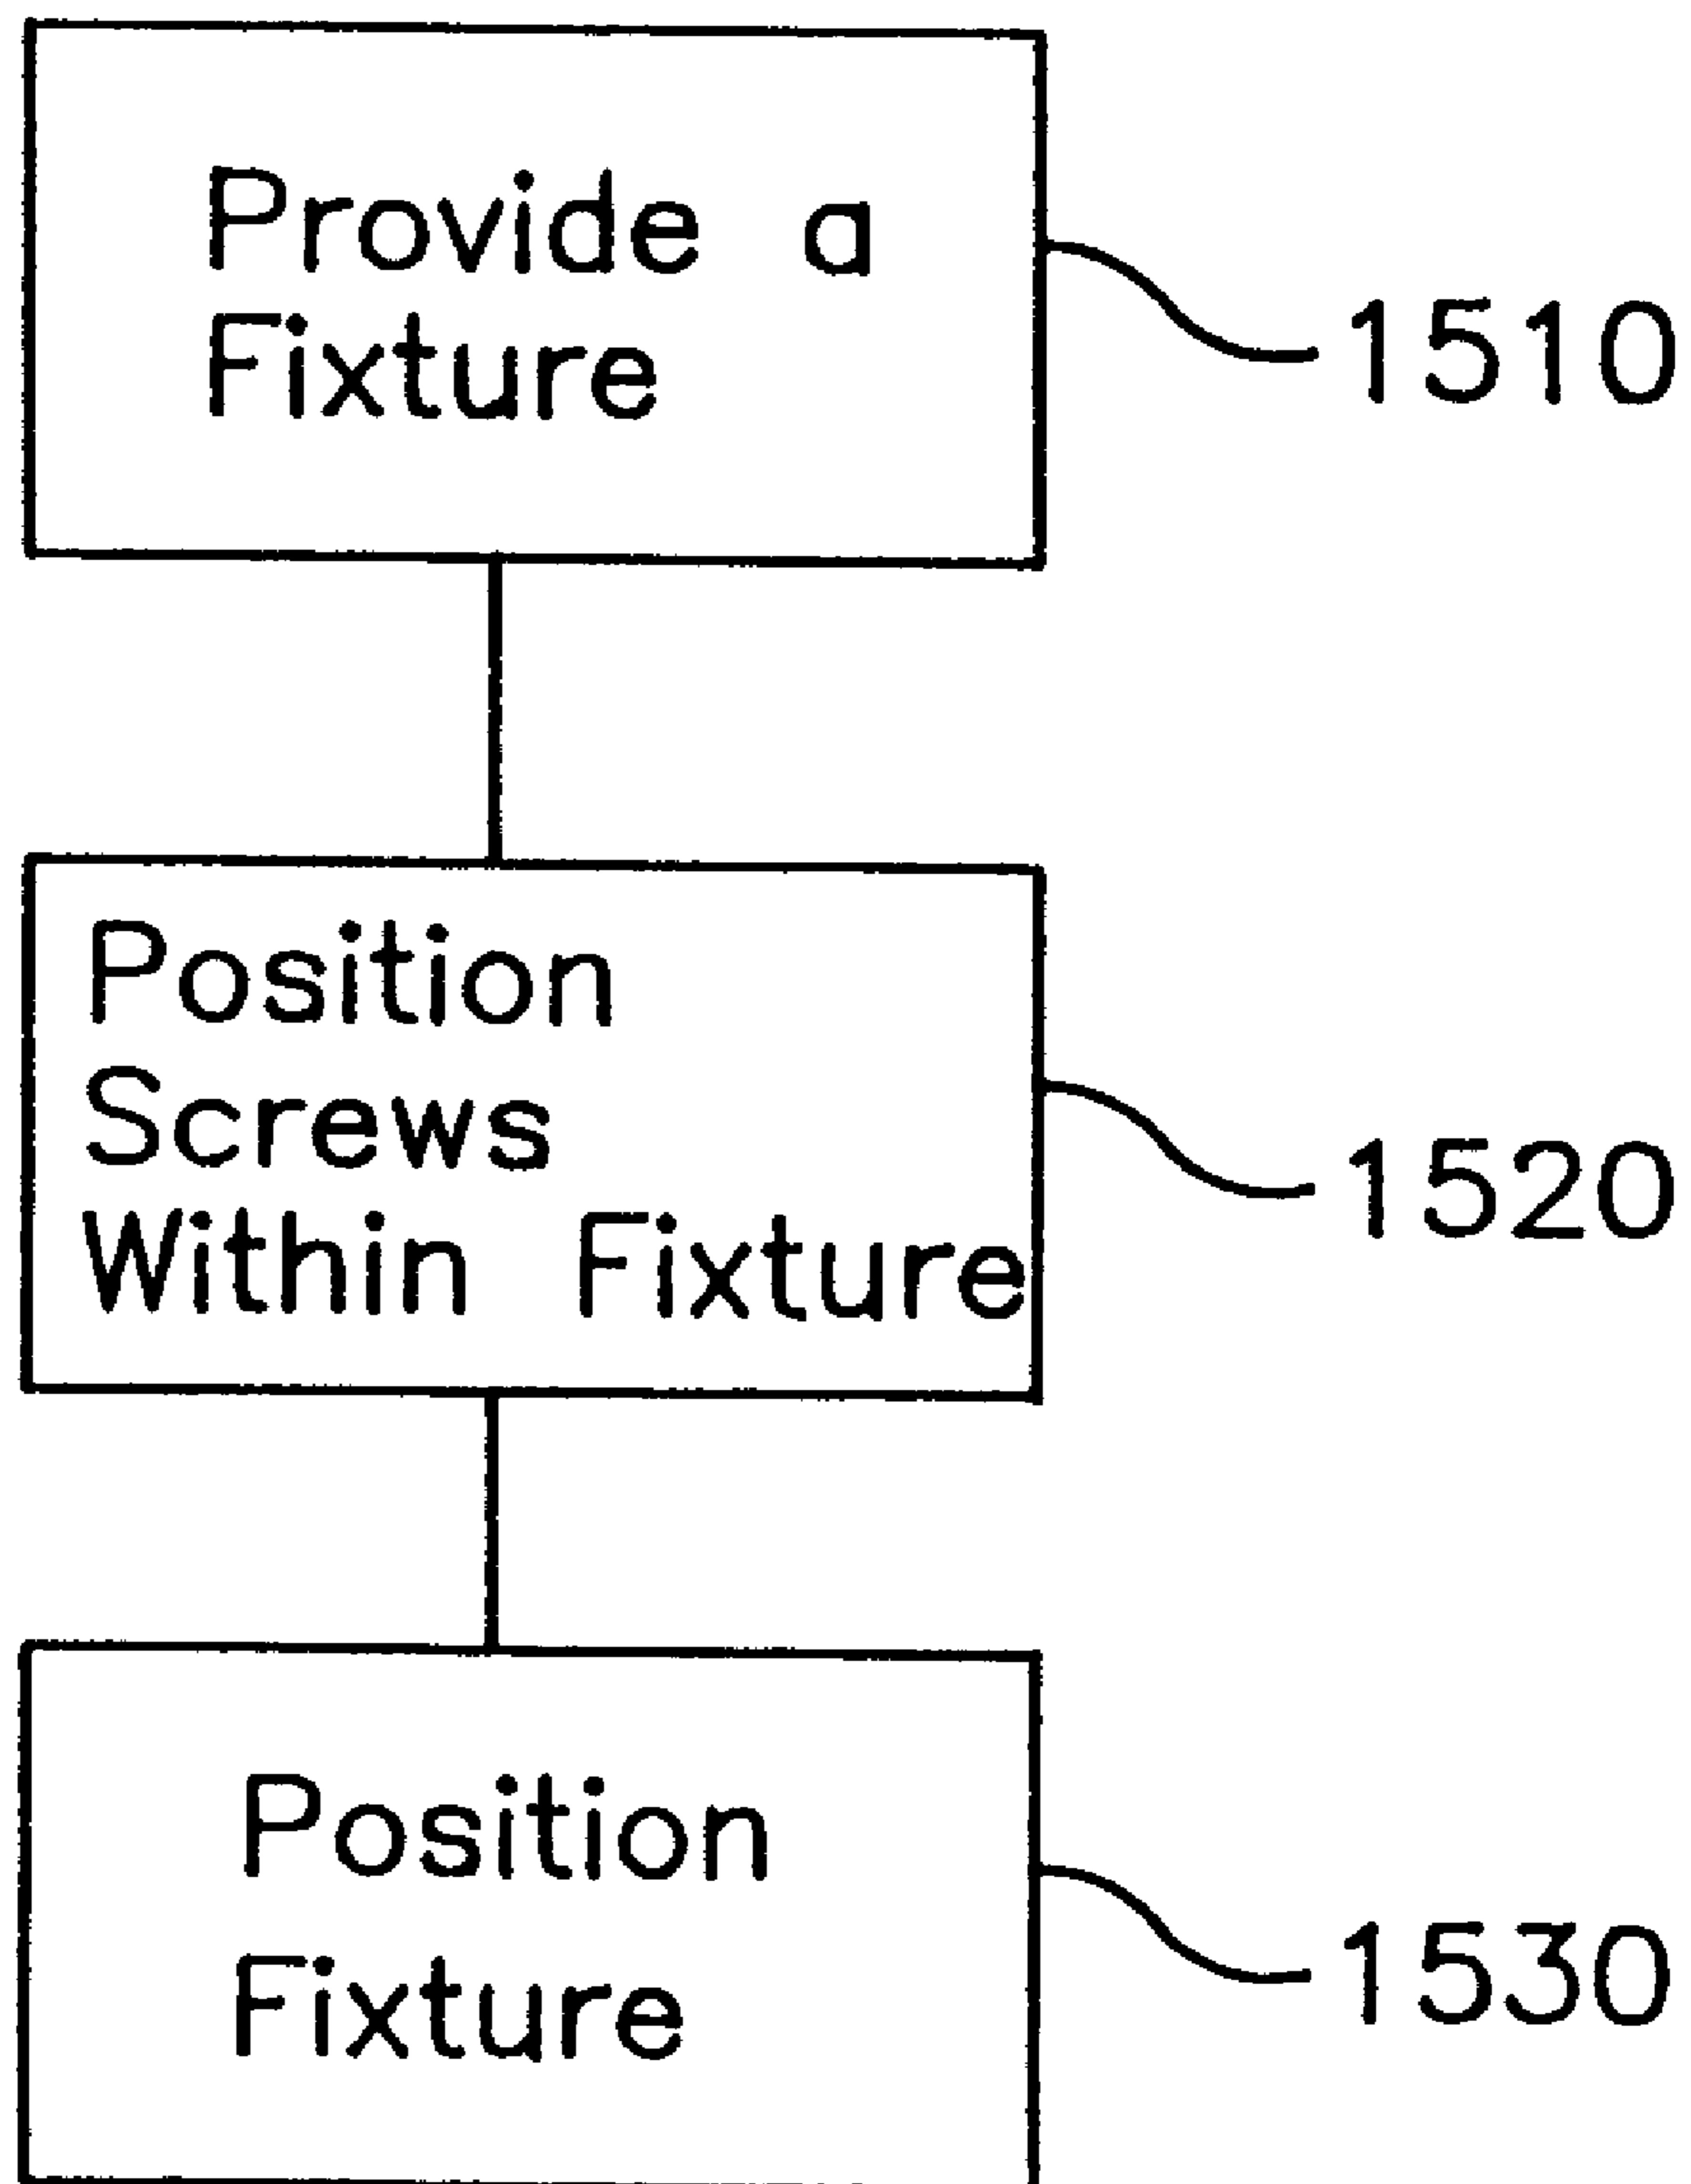 Provide a
Fixture
1510
Position
Screws
Within Fixture
1520
Position
Fixture
1530